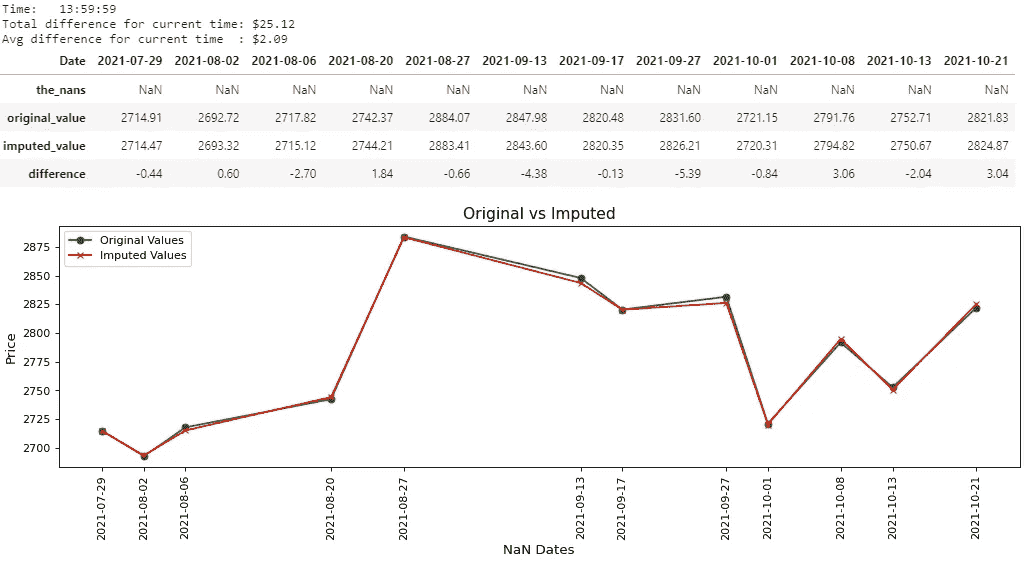 Time:   13:59:59
Total difference for current time: $25.12
Avg difference for current time  : $2.09
Date 2021-07-29 2021-08-02 2021-08-06 2021-08-20 2021-08-27 2021-09-13 2021-09-17 2021-09-27 2021-10-01 2021-10-08 2021-10-13 2021-10-21
the_nans NaN NaN NaN NaN NaN NaN NaN NaN NaN NaN NaN NaN
original_value 2714.91 2692.72 2717.82 2742.37 2884.07 2847.98 2820.48 2831.60 2721.15 2791.76 2752.71 2821.83
imputed_value 2714.47 2693.32 2715.12 2744.21 2883.41 2843.60 2820.35 2826.21 2720.31 2794.82 2750.67 2824.87
difference -0.44 0.60 -2.70 1.84 -0.66 -4.38 -0.13 -5.39 -0.84 3.06 -2.04 3.04
Original vs Imputed
Original Values
Imputed Values
Price
2875
2850
2825
2800
2775
2750
2725
2700
2021-07-29
2021-08-02
2021-08-06
2021-08-20
2021-08-27
2021-09-13
2021-09-17
2021-09-27
2021-10-01
2021-10-08
2021-10-13
2021-10-21
NaN Dates